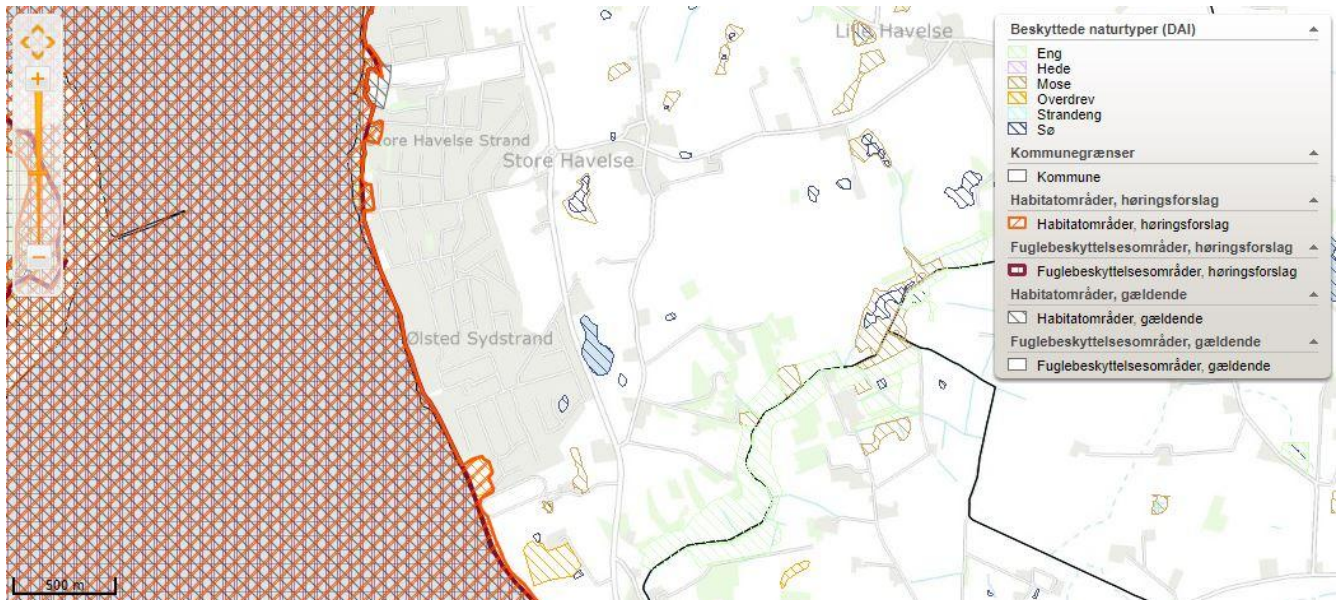 Lille Havelse
Store Havelse Strand
Store Havelse
Ølsted Sydstrand
500 m
Beskyttede naturtyper (DAI)
Eng
Hede
Mose
Overdrev
Strandeng
Sø
Kommunegrænser
Kommune
Habitatområder, høringsforslag
Habitatområder, høringsforslag
Fuglebeskyttelsesområder, høringsforslag
Fuglebeskyttelsesområder, høringsforslag
Habitatområder, gældende
Habitatområder, gældende
Fuglebeskyttelsesområder, gældende
Fuglebeskyttelsesområder, gældende